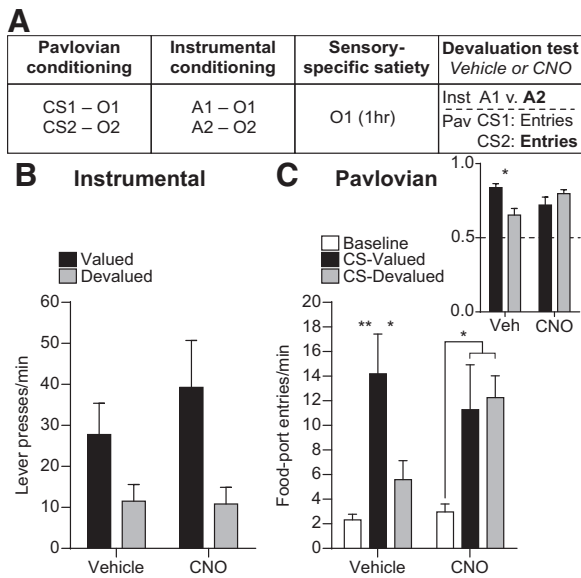 A
Pavlovian conditioning
Instrumental conditioning
Sensory-specific satiety
Devaluation test
Vehicle or CNO
CS1 – O1
CS2 – O2
A1 – O1
A2 – O2
O1 (1hr)
Inst A1 v. A2
Pav CS1: Entries
CS2: Entries
B Instrumental
Valued
Devalued
Lever presses/min
60
50
40
30
20
10
0
Vehicle CNO
C Pavlovian
Baseline
CS-Valued
CS-Devalued
Food-port entries/min
20
18
16
14
12
10
8
6
4
2
0
** *
*
Vehicle CNO
1.0
0.5
0.0
*
Veh CNO